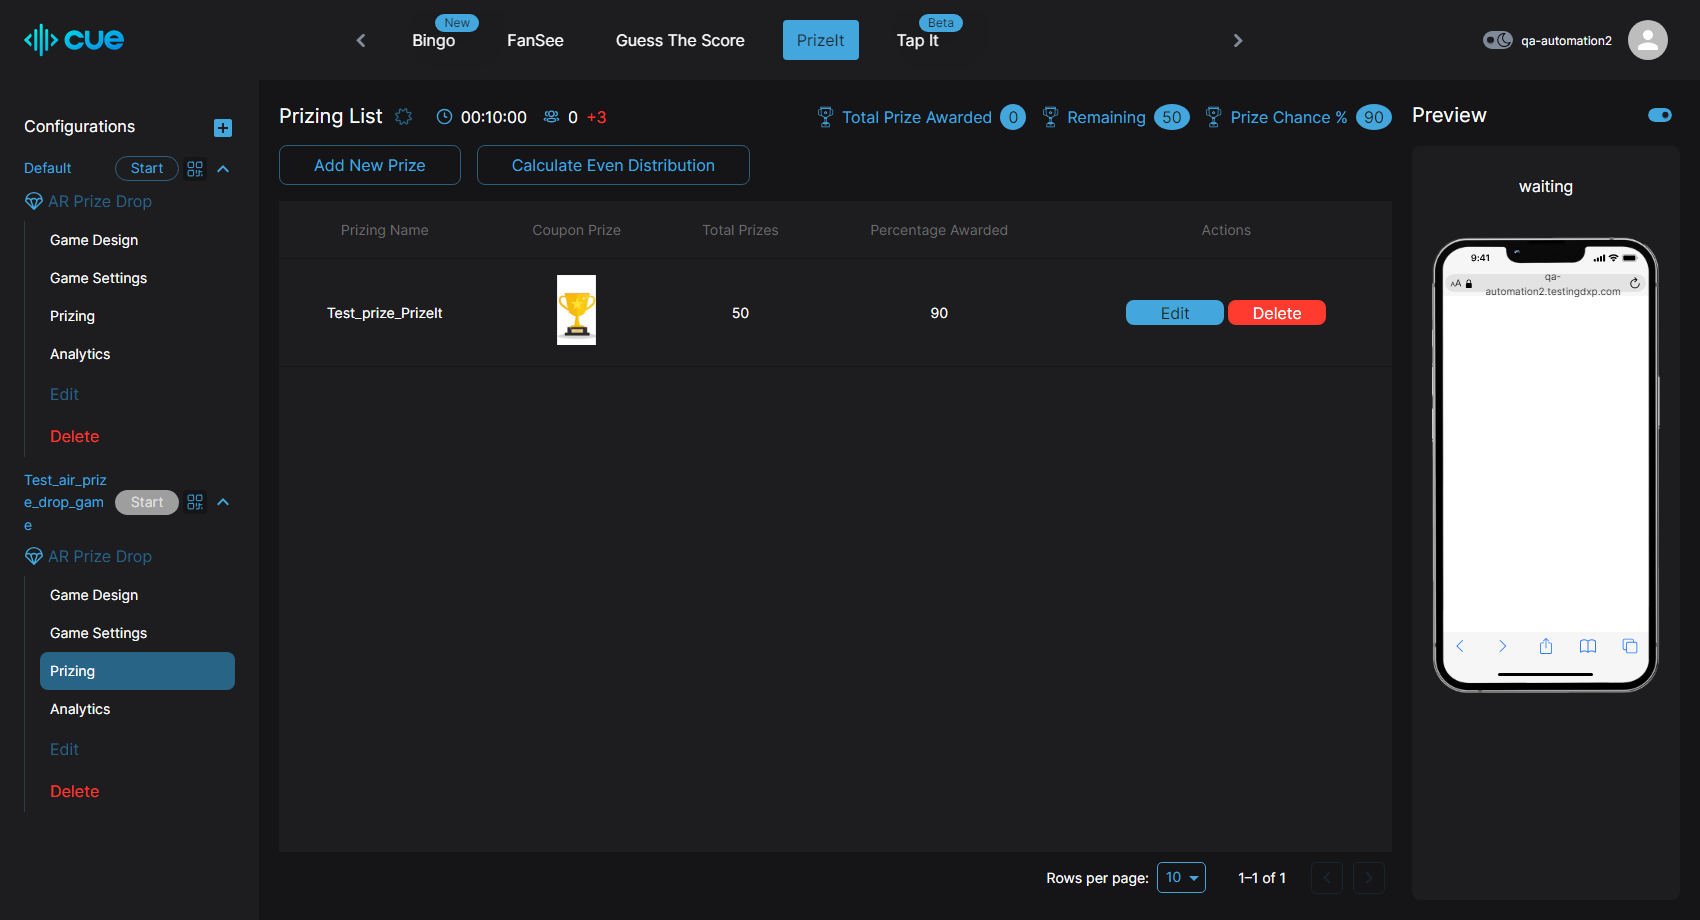 cue
New
Bingo
FanSee
Guess The Score
PrizeIt
Beta
Tap It
qa-automation2
Configurations
Default
Start
AR Prize Drop
Game Design
Game Settings
Prizing
Analytics
Edit
Delete
Test_air_priz
e_drop_gam
e
Start
AR Prize Drop
Game Design
Game Settings
Prizing
Analytics
Edit
Delete
Prizing List
00:10:00
0 +3
Total Prize Awarded 0
Remaining 50
Prize Chance % 90
Add New Prize
Calculate Even Distribution
Prizing Name
Coupon Prize
Total Prizes
Percentage Awarded
Actions
Test_prize_PrizeIt
50
90
Edit
Delete
Rows per page: 10
1–1 of 1
Preview
waiting
9:41
AA
qa-
automation2.testingdxp.com